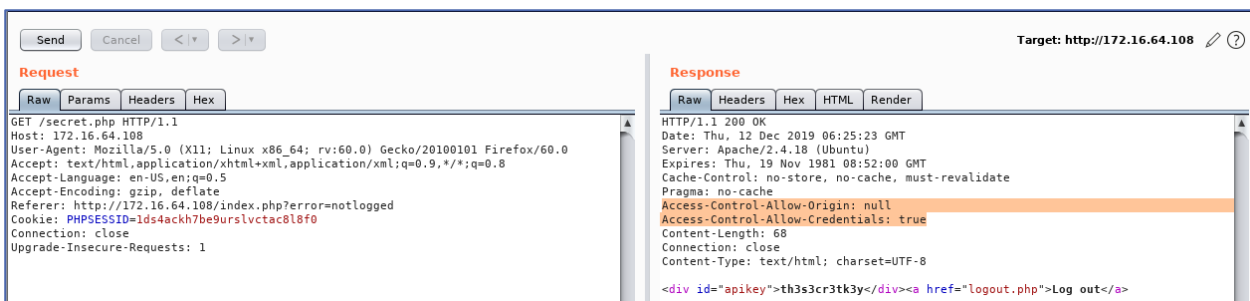 Send Cancel < > Target: http://172.16.64.108 ?
Request
Raw Params Headers Hex
GET /secret.php HTTP/1.1
Host: 172.16.64.108
User-Agent: Mozilla/5.0 (X11; Linux x86_64; rv:60.0) Gecko/20100101 Firefox/60.0
Accept: text/html,application/xhtml+xml,application/xml;q=0.9,*/*;q=0.8
Accept-Language: en-US,en;q=0.5
Accept-Encoding: gzip, deflate
Referer: http://172.16.64.108/index.php?error=notlogged
Cookie: PHPSESSID=1ds4ackh7be9urslvctac8l8f0
Connection: close
Upgrade-Insecure-Requests: 1
Response
Raw Headers Hex HTML Render
HTTP/1.1 200 OK
Date: Thu, 12 Dec 2019 06:25:23 GMT
Server: Apache/2.4.18 (Ubuntu)
Expires: Thu, 19 Nov 1981 08:52:00 GMT
Cache-Control: no-store, no-cache, must-revalidate
Pragma: no-cache
Access-Control-Allow-Origin: null
Access-Control-Allow-Credentials: true
Content-Length: 68
Connection: close
Content-Type: text/html; charset=UTF-8
<div id="apikey">th3s3cr3tk3y</div><a href="logout.php">Log out</a>